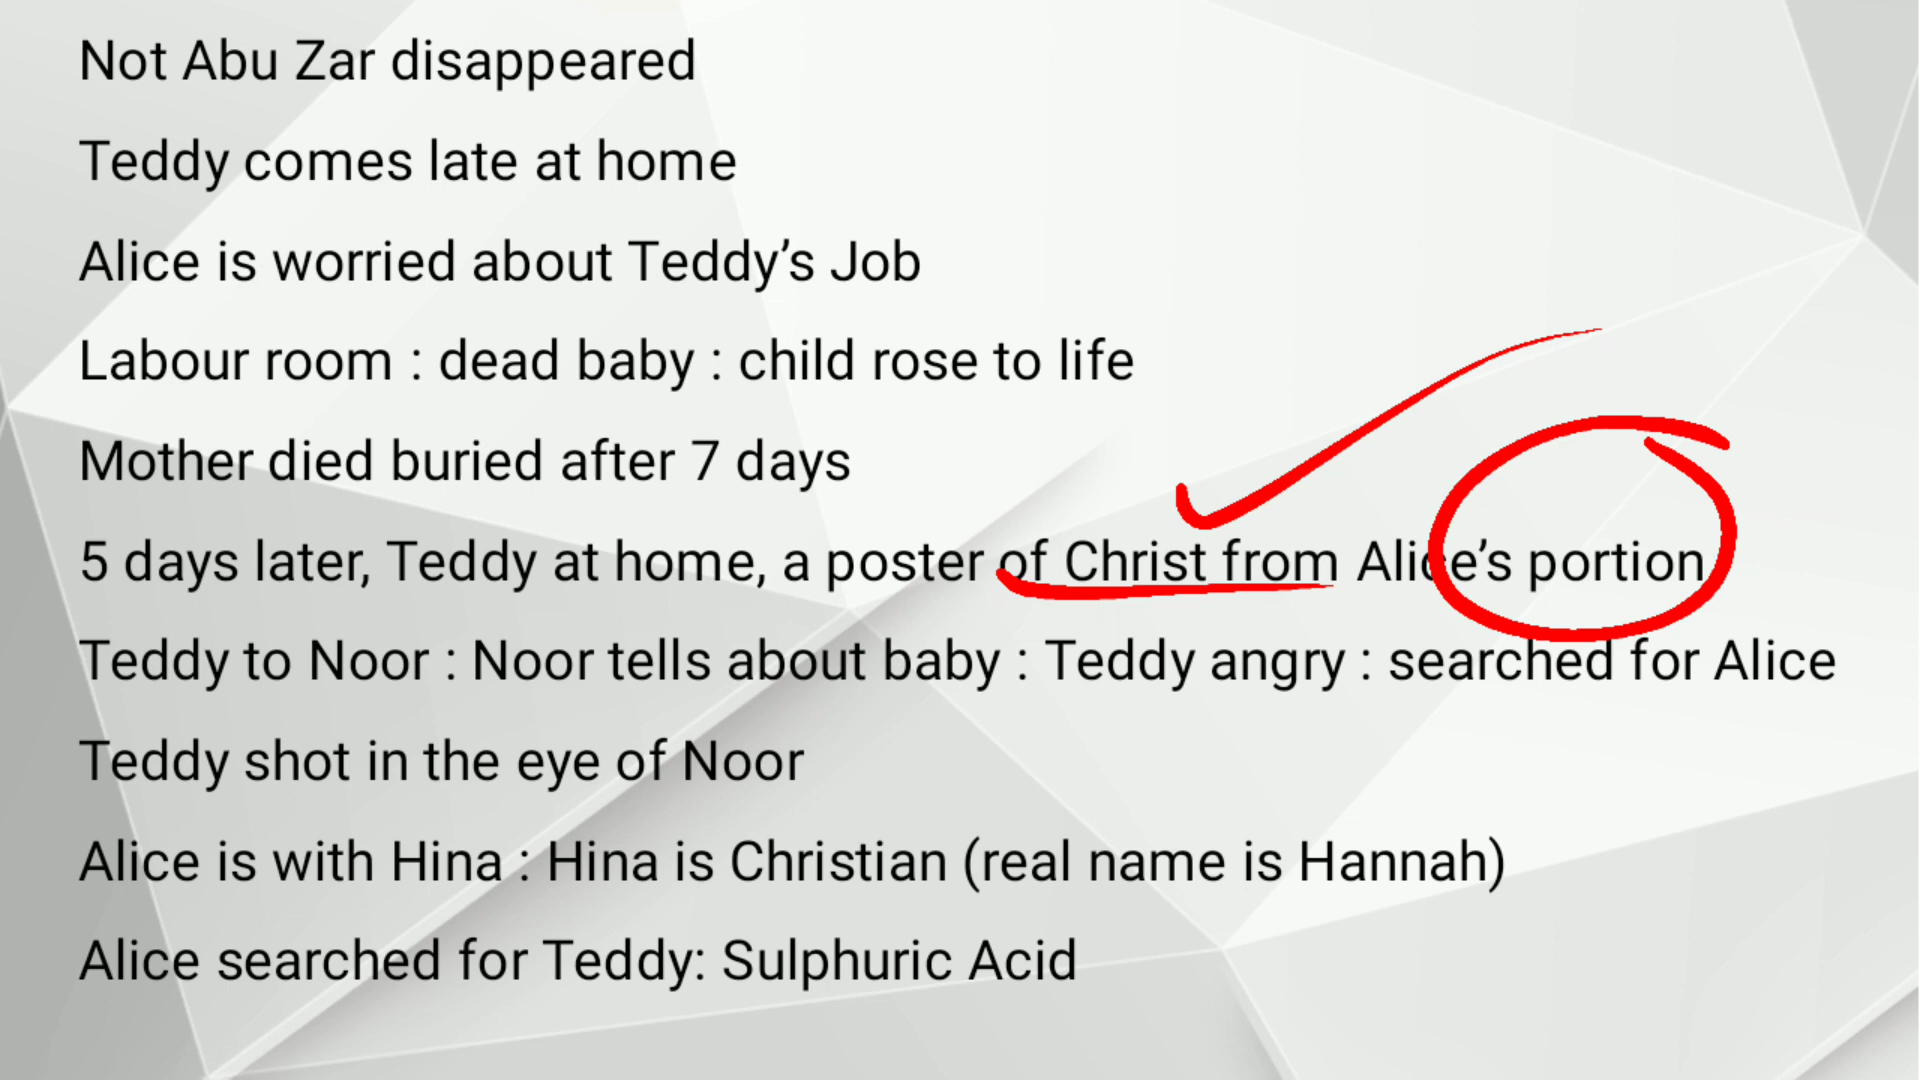 Not Abu Zar disappeared
Teddy comes late at home
Alice is worried about Teddy’s Job
Labour room : dead baby : child rose to life
Mother died buried after 7 days
5 days later, Teddy at home, a poster of Christ from Alice’s portion
Teddy to Noor : Noor tells about baby : Teddy angry : searched for Alice
Teddy shot in the eye of Noor
Alice is with Hina : Hina is Christian (real name is Hannah)
Alice searched for Teddy: Sulphuric Acid